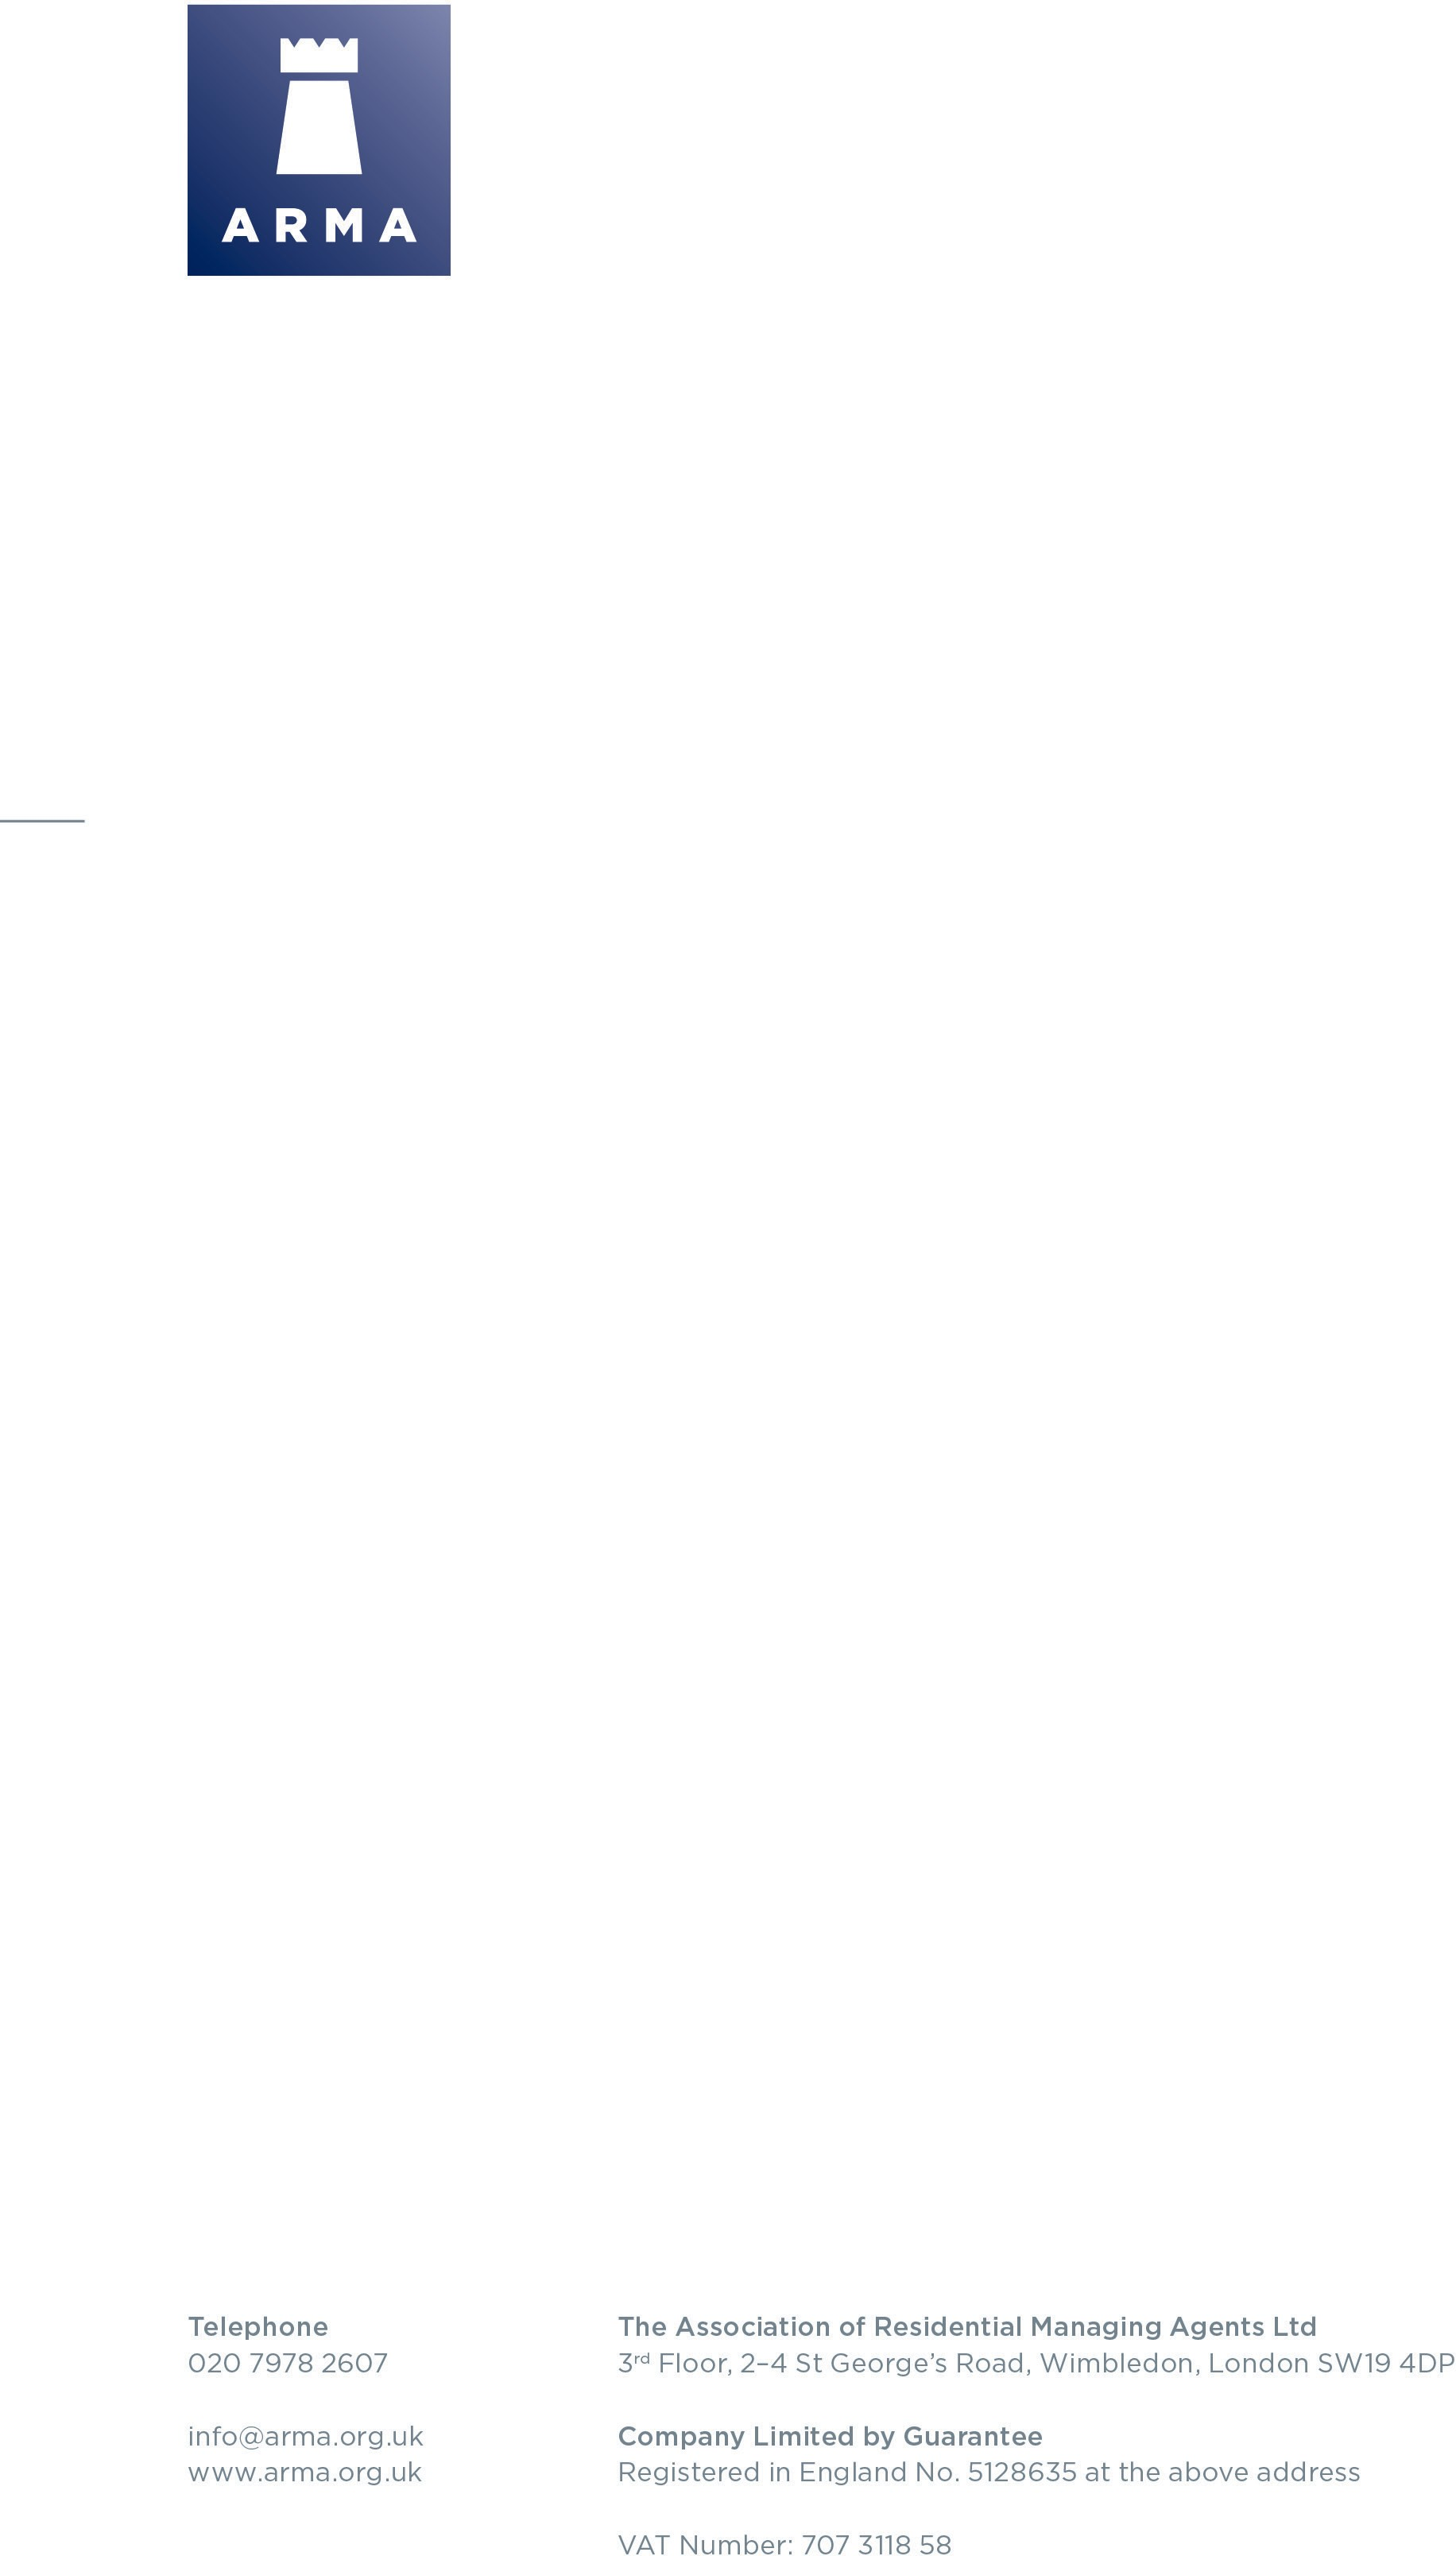 ARMA
Telephone
020 7978 2607
info@arma.org.uk
www.arma.org.uk
The Association of Residential Managing Agents Ltd
3rd Floor, 2–4 St George’s Road, Wimbledon, London SW19 4DP
Company Limited by Guarantee
Registered in England No. 5128635 at the above address
VAT Number: 707 3118 58